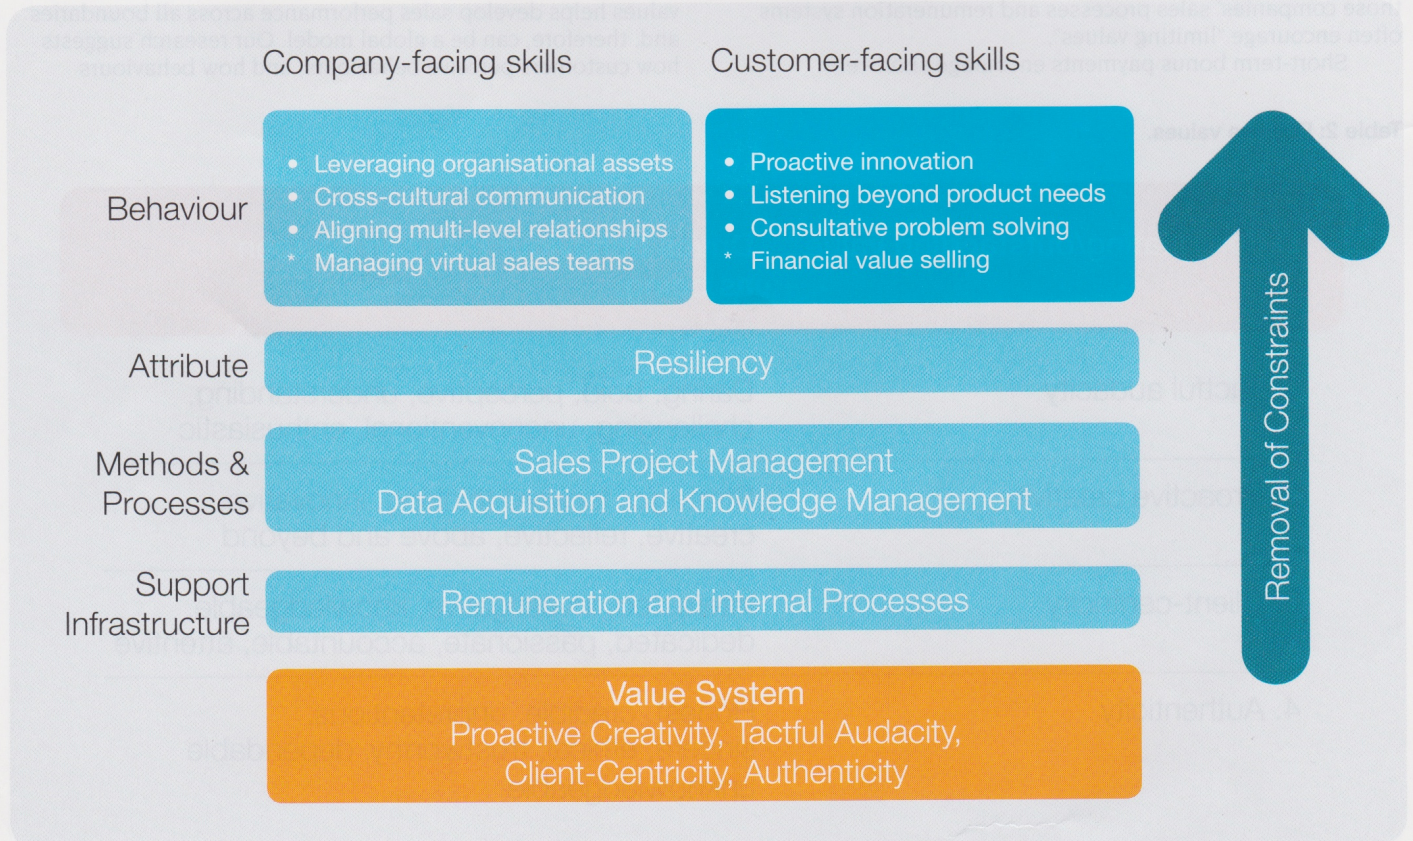 Company-facing skills
Customer-facing skills
Behaviour
• Leveraging organisational assets
• Cross-cultural communication
• Aligning multi-level relationships
* Managing virtual sales teams
• Proactive innovation
• Listening beyond product needs
• Consultative problem solving
* Financial value selling
Attribute
Resiliency
Methods &
Processes
Sales Project Management
Data Acquisition and Knowledge Management
Support
Infrastructure
Remuneration and internal Processes
Value System
Proactive Creativity, Tactful Audacity,
Client-Centricity, Authenticity
Removal of Constraints